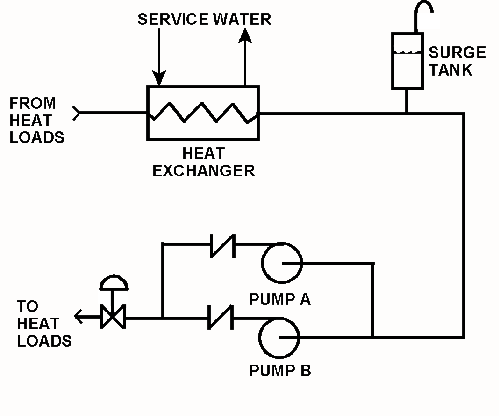 SERVICE WATER
SURGE
TANK
FROM
HEAT
LOADS
HEAT
EXCHANGER
PUMP A
TO
HEAT
LOADS
PUMP B